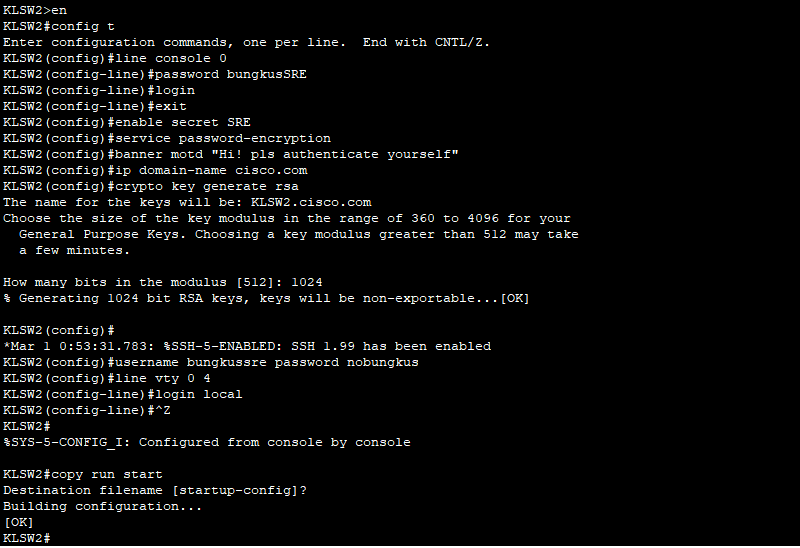 KLSW2>en
KLSW2#config t
Enter configuration commands, one per line.  End with CNTL/Z.
KLSW2(config)#line console 0
KLSW2(config-line)#password bungkusSRE
KLSW2(config-line)#login
KLSW2(config-line)#exit
KLSW2(config)#enable secret SRE
KLSW2(config)#service password-encryption
KLSW2(config)#banner motd "Hi! pls authenticate yourself"
KLSW2(config)#ip domain-name cisco.com
KLSW2(config)#crypto key generate rsa
The name for the keys will be: KLSW2.cisco.com
Choose the size of the key modulus in the range of 360 to 4096 for your
  General Purpose Keys. Choosing a key modulus greater than 512 may take
  a few minutes.

How many bits in the modulus [512]: 1024
% Generating 1024 bit RSA keys, keys will be non-exportable...[OK]

KLSW2(config)#
*Mar 1 0:53:31.783: %SSH-5-ENABLED: SSH 1.99 has been enabled
KLSW2(config)#username bungkussre password nobungkus
KLSW2(config)#line vty 0 4
KLSW2(config-line)#login local
KLSW2(config-line)#^Z
KLSW2#
%SYS-5-CONFIG_I: Configured from console by console

KLSW2#copy run start
Destination filename [startup-config]?
Building configuration...
[OK]
KLSW2#